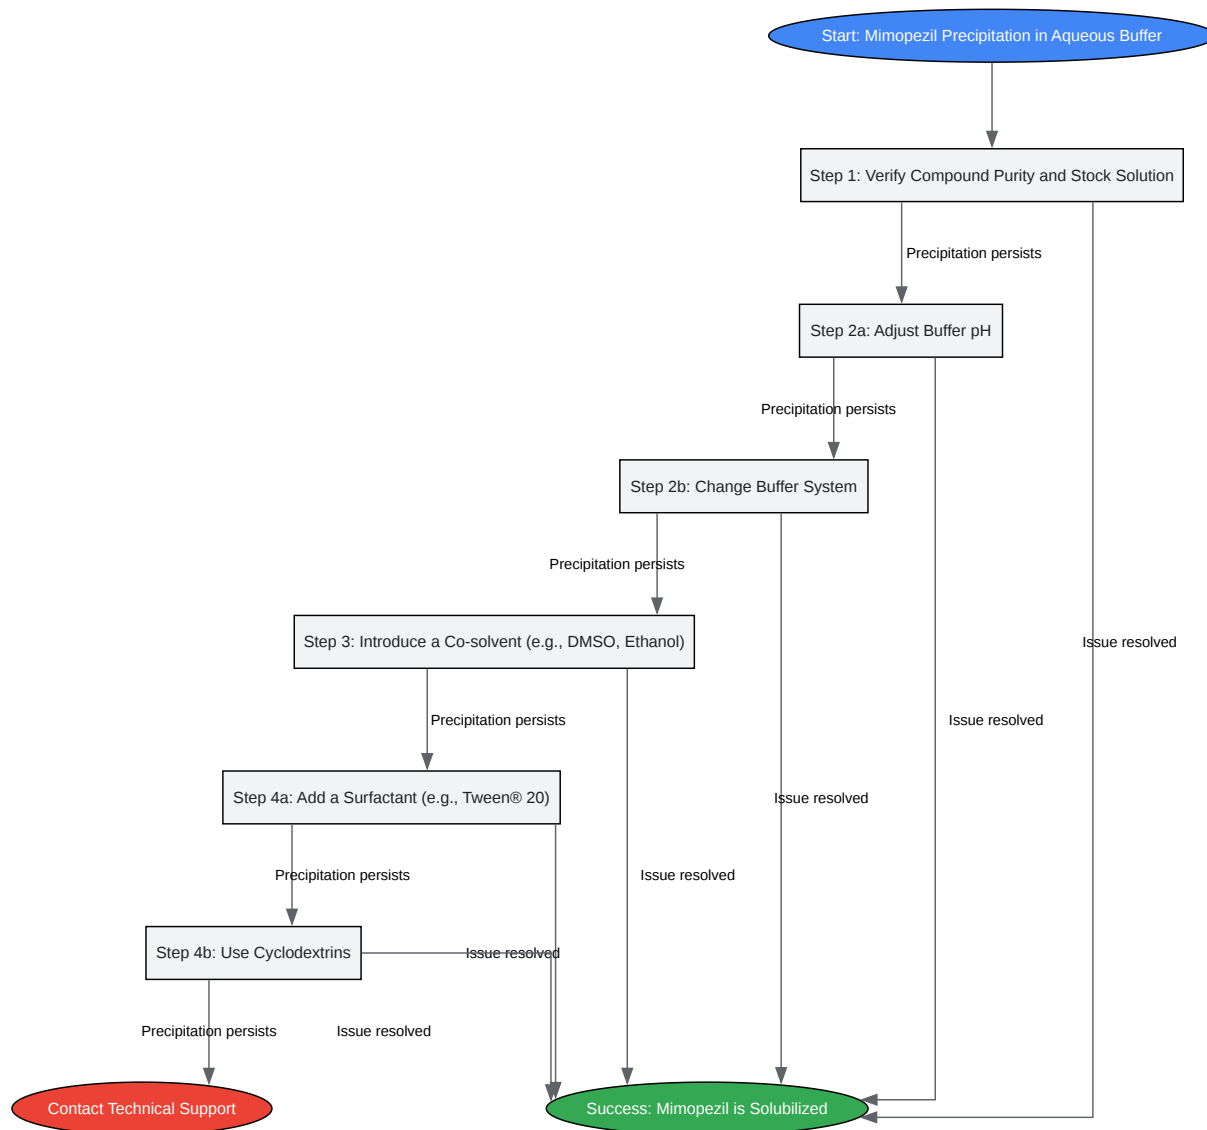 Start: Mimopezil Precipitation in Aqueous Buffer
Step 1: Verify Compound Purity and Stock Solution
Precipitation persists
Step 2a: Adjust Buffer pH
Precipitation persists
Step 2b: Change Buffer System
Precipitation persists
Step 3: Introduce a Co-solvent (e.g., DMSO, Ethanol)
Issue resolved
Precipitation persists
Issue resolved
Step 4a: Add a Surfactant (e.g., Tween® 20)
Issue resolved
Precipitation persists
Issue resolved
Step 4b: Use Cyclodextrins
Issue resolved
Precipitation persists
Issue resolved
Contact Technical Support
Success: Mimopezil is Solubilized